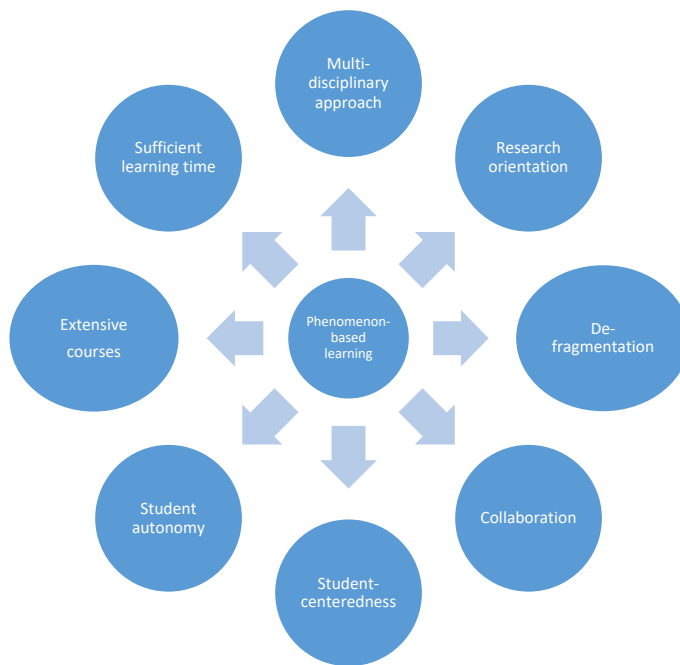 Multi-
disciplinary
approach
Research
orientation
De-
fragmentation
Collaboration
Student-
centeredness
Student
autonomy
Extensive
courses
Sufficient
learning time
Phenomenon-
based
learning